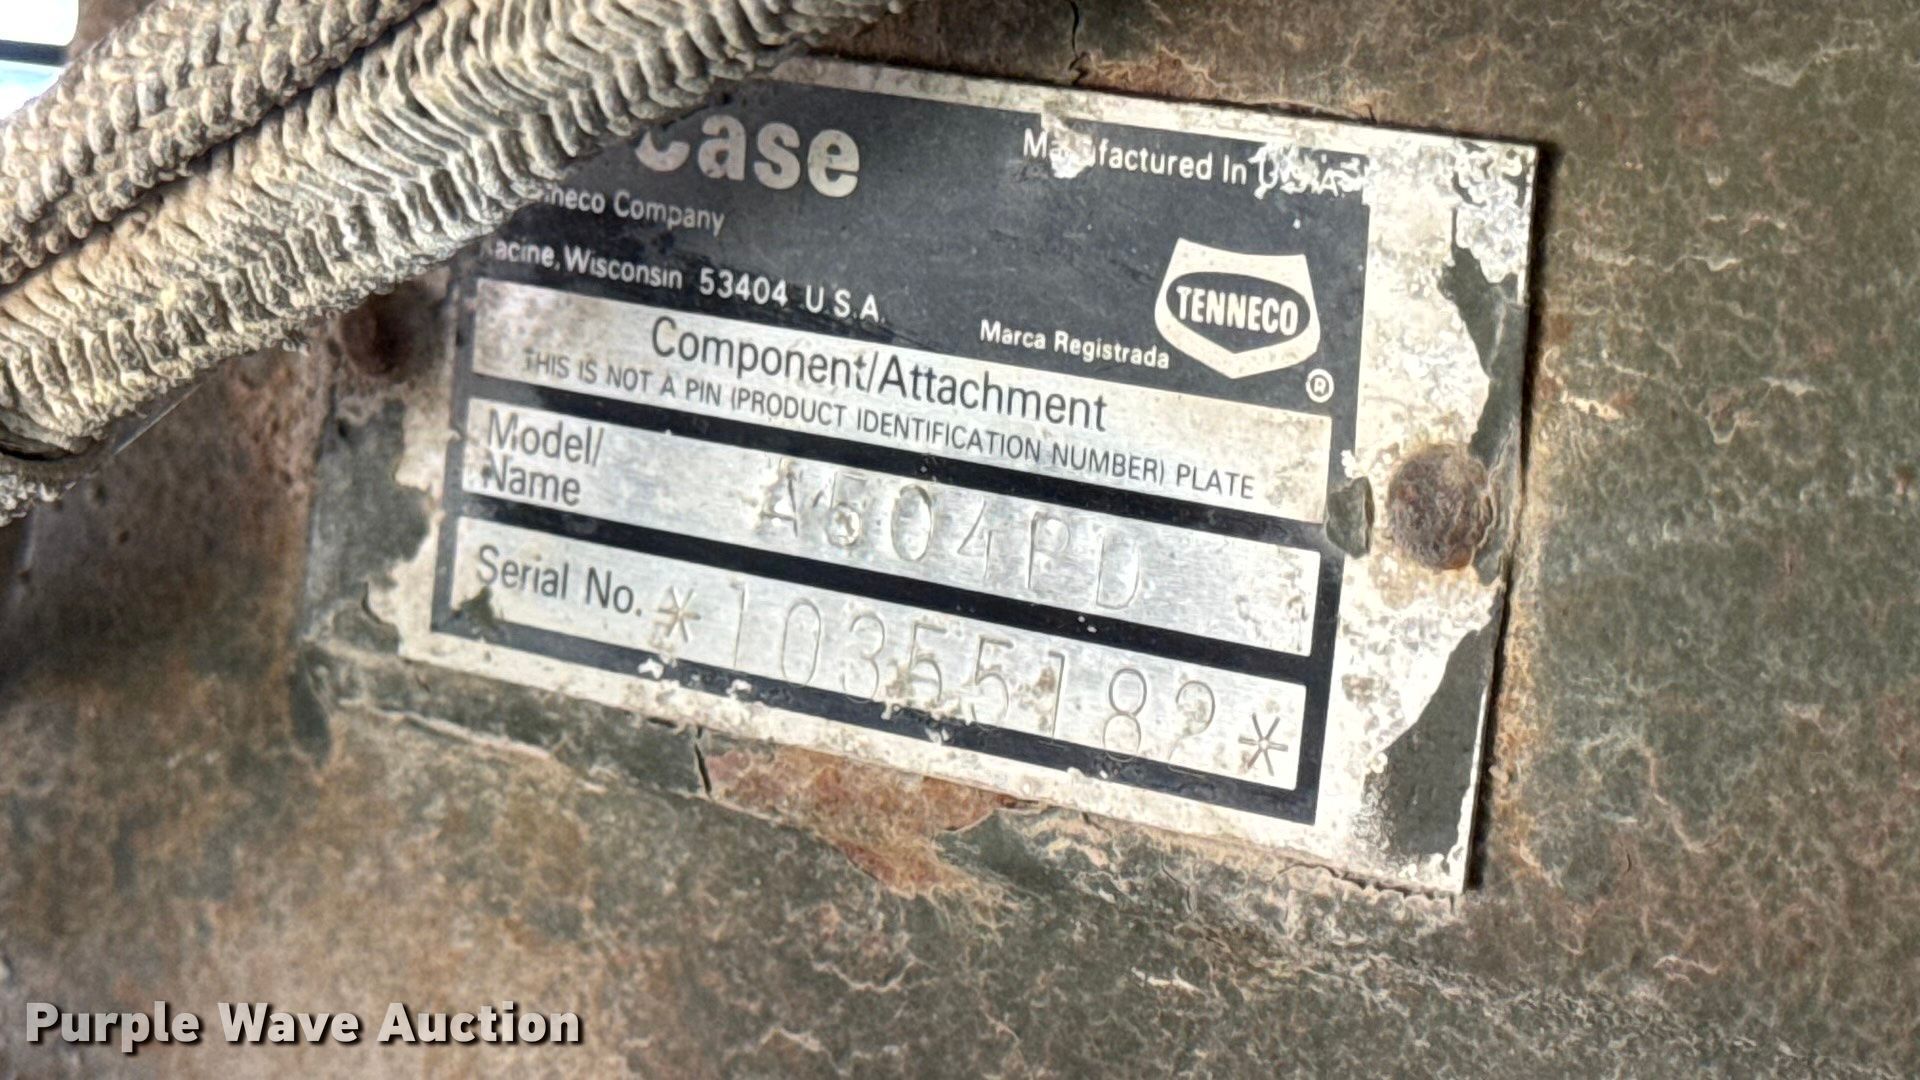 Case
Manufactured In U.S.A.
Tenneco Company
Racine, Wisconsin 53404 U.S.A.
TENNECO
Marca Registrada
®
Component/Attachment
THIS IS NOT A PIN (PRODUCT IDENTIFICATION NUMBER) PLATE
Model/
Name
A504BD
Serial No. *10355182*
Purple Wave Auction